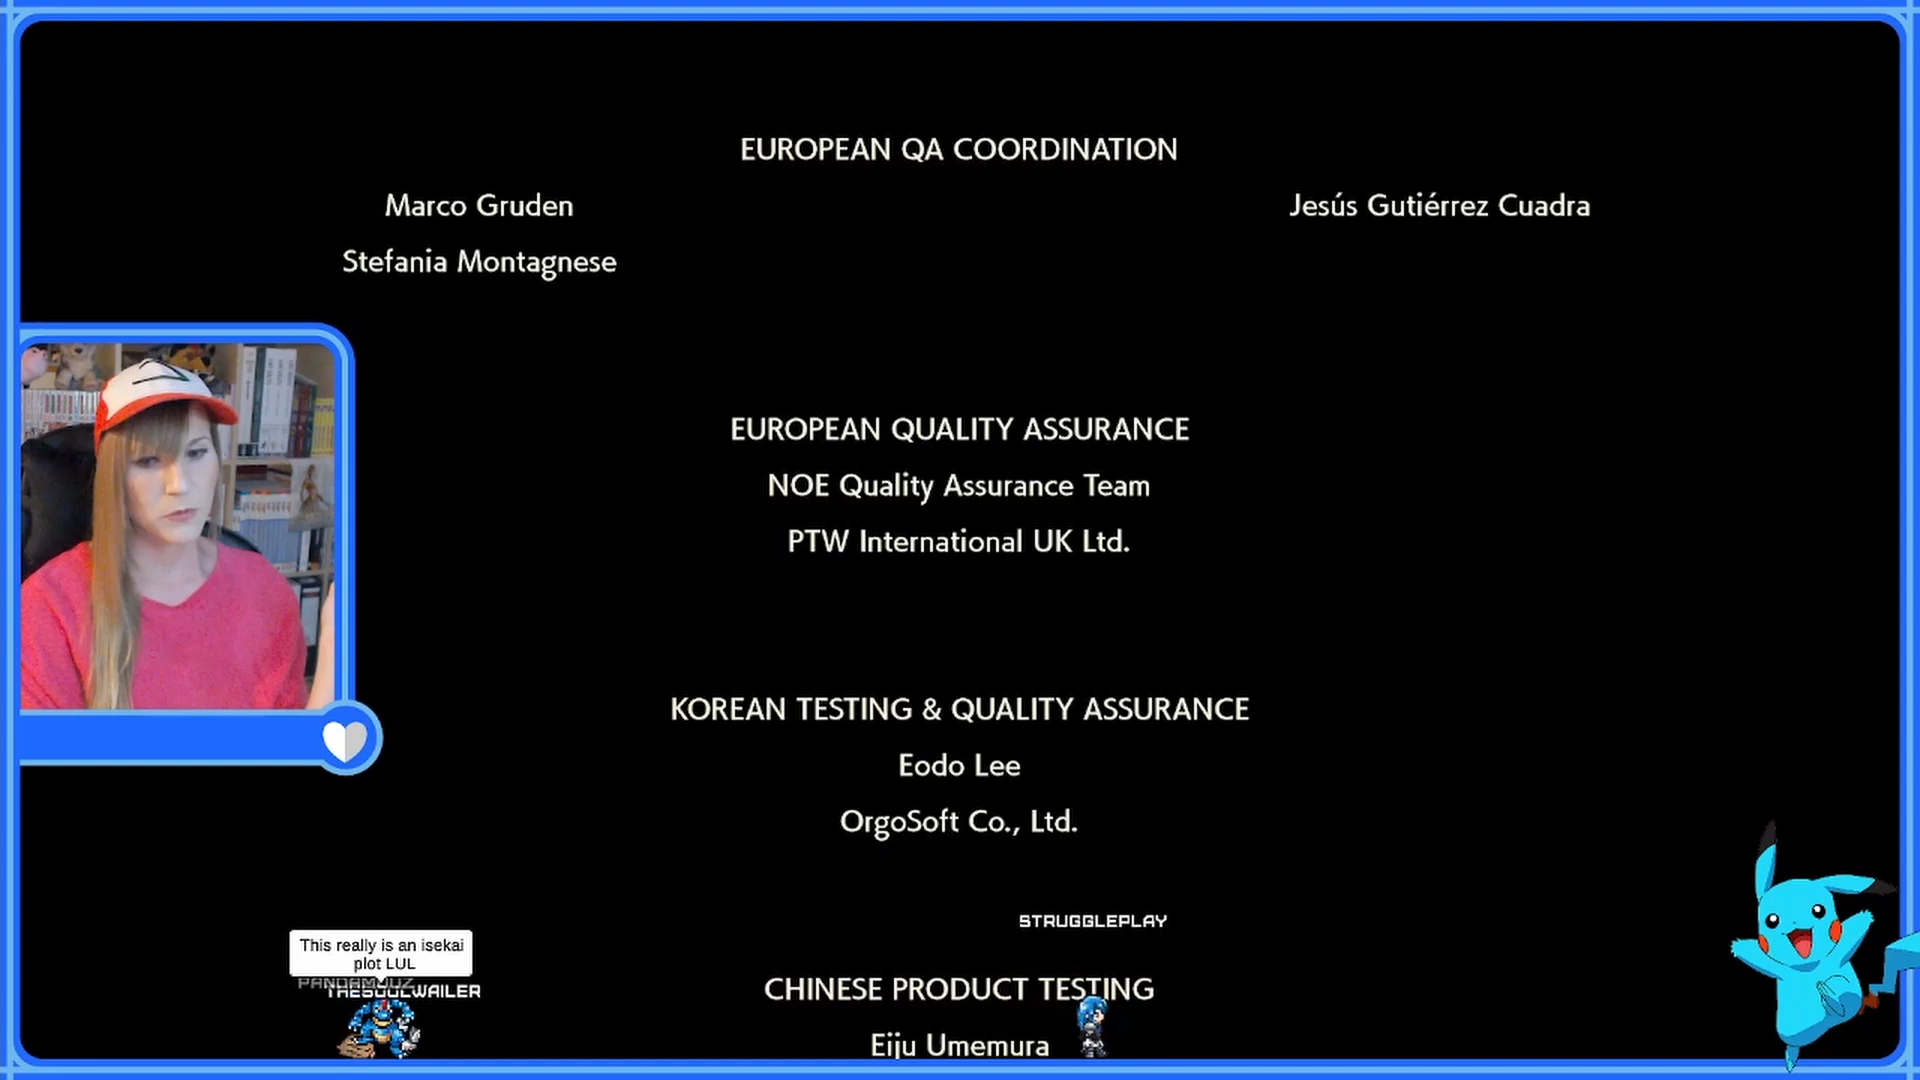 EUROPEAN QA COORDINATION
Marco Gruden
Jesús Gutiérrez Cuadra
Stefania Montagnese
EUROPEAN QUALITY ASSURANCE
NOE Quality Assurance Team
PTW International UK Ltd.
KOREAN TESTING & QUALITY ASSURANCE
Eodo Lee
OrgoSoft Co., Ltd.
STRUGGLEPLAY
This really is an isekai
plot LUL
THESOULWAILER
CHINESE PRODUCT TESTING
Eiju Umemura